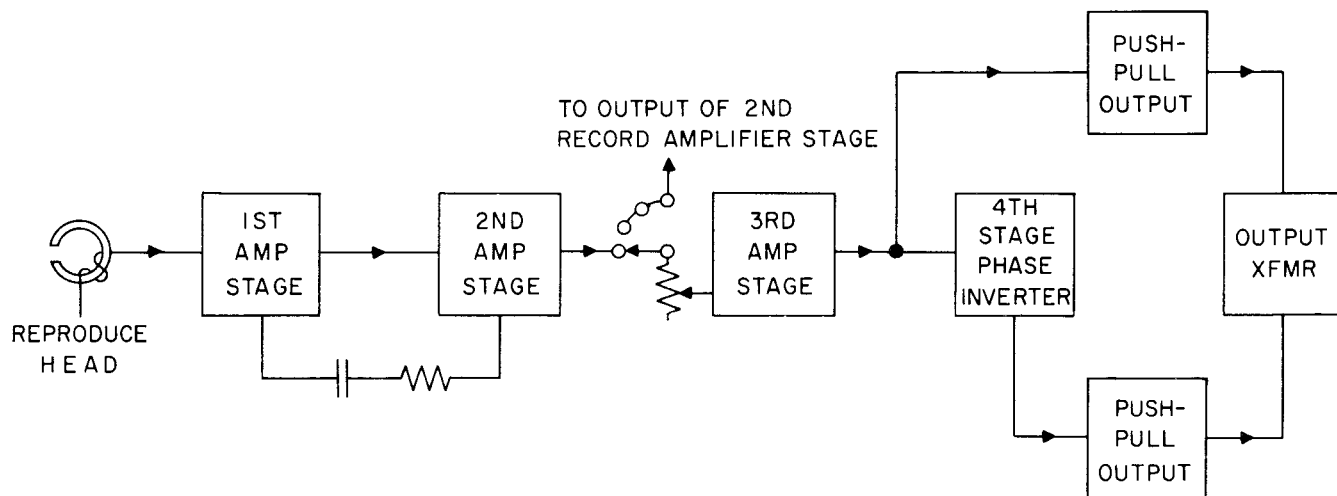 REPRODUCE
HEAD
1ST
AMP
STAGE
2ND
AMP
STAGE
TO OUTPUT OF 2ND
RECORD AMPLIFIER STAGE
3RD
AMP
STAGE
4TH
STAGE
PHASE
INVERTER
PUSH-
PULL
OUTPUT
PUSH-
PULL
OUTPUT
OUTPUT
XFMR